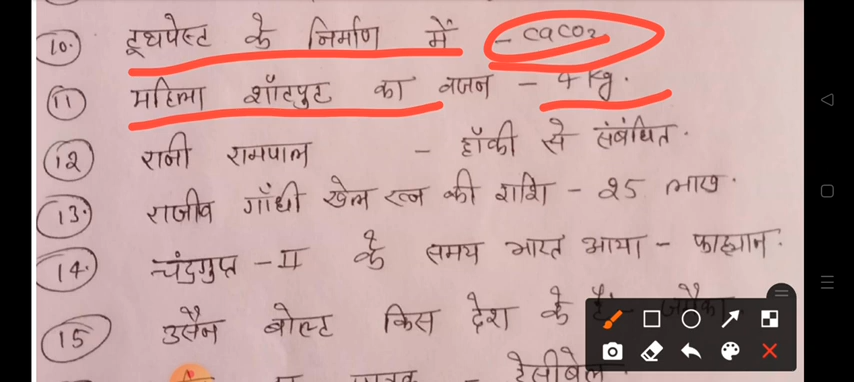 10. टूथपेस्ट के निर्माण में - CaCO2
11 महिला शॉटपुट का वजन - 4 Kg.
12 रानी रामपाल - हॉकी से संबंधित.
13. राजीव गाँधी खेल रत्न की राशि - 25 लाख.
14. चंद्रगुप्त - II के समय भारत आया - फाह्यान.
15 उसैन बोल्ट किस देश के हैं